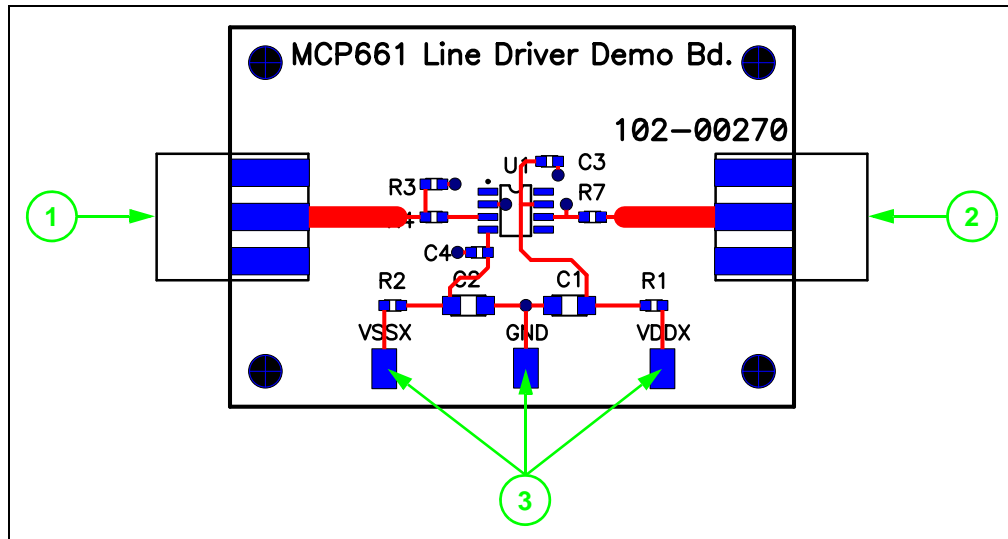 MCP661 Line Driver Demo Bd.
102-00270
U1
C3
R3
R7
1
2
C4
R2
C2
C1
R1
VSSX
GND
VDDX
3